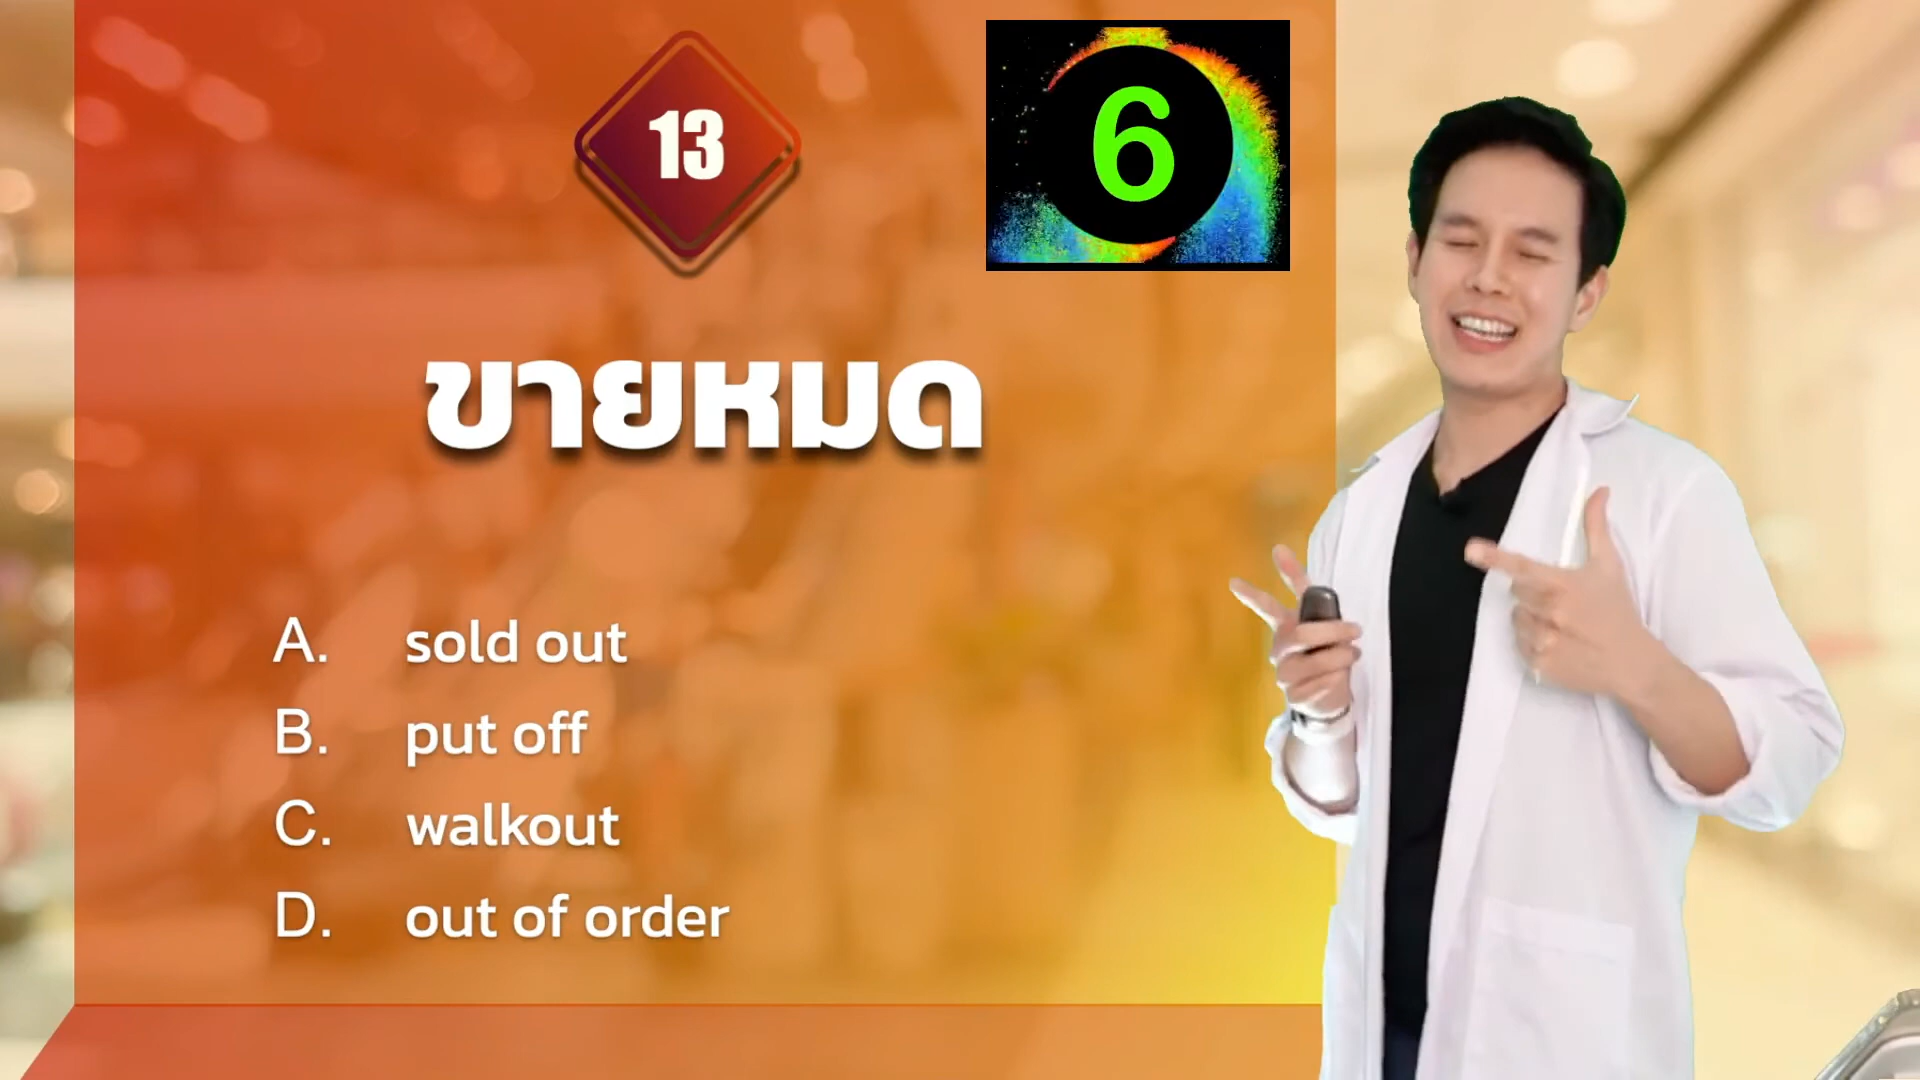 13
6
ขายหมด
A. sold out
B. put off
C. walkout
D. out of order